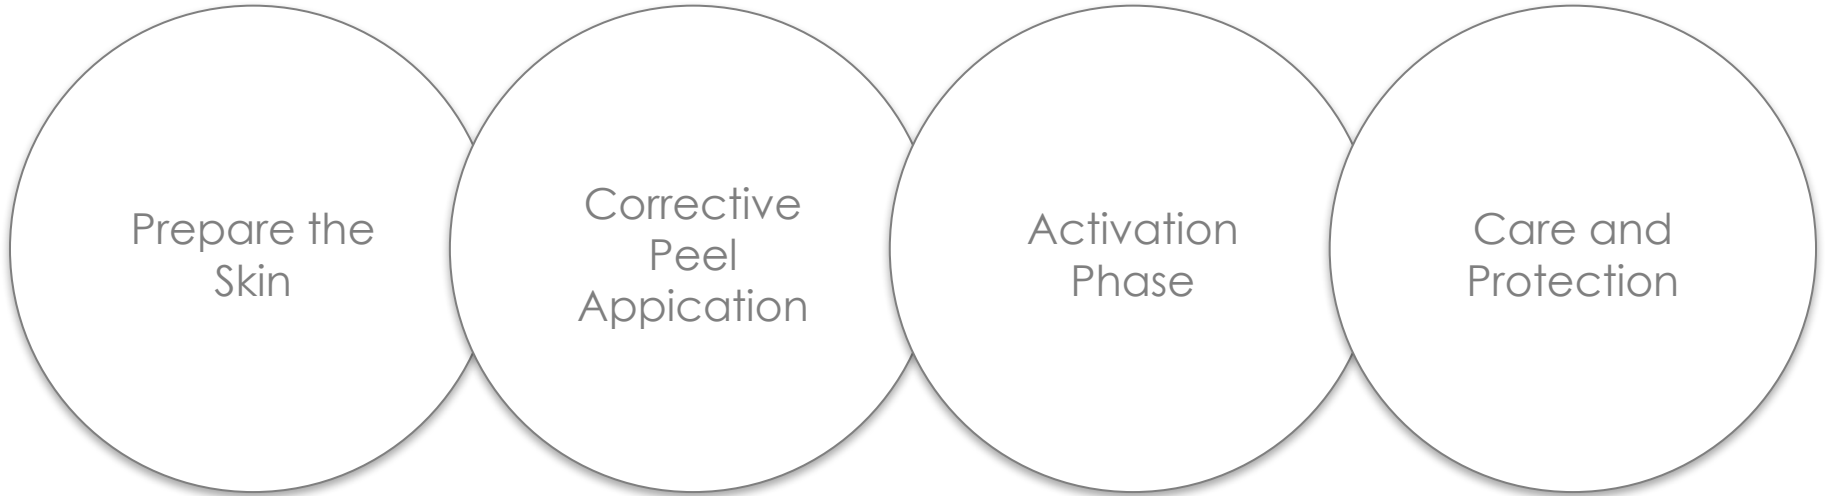 Prepare the
Skin
Corrective
Peel
Appication
Activation
Phase
Care and
Protection